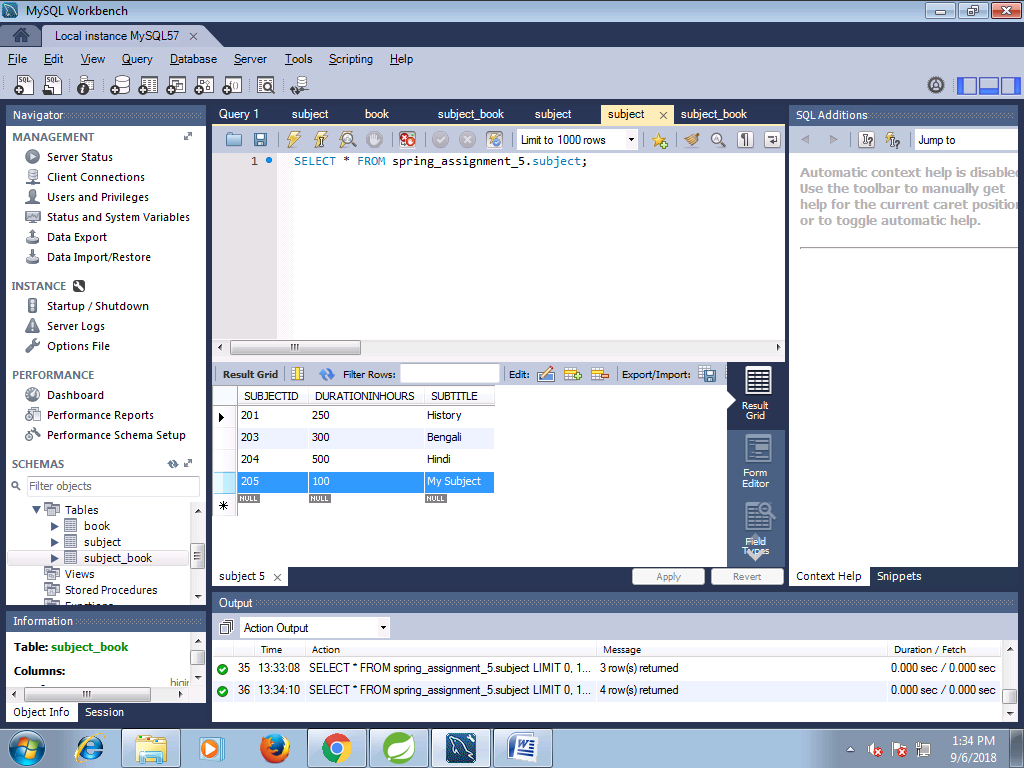 MySQL Workbench
Local instance MySQL57
File Edit View Query Database Server Tools Scripting Help
Navigator
MANAGEMENT
Server Status
Client Connections
Users and Privileges
Status and System Variables
Data Export
Data Import/Restore
INSTANCE
Startup / Shutdown
Server Logs
Options File
PERFORMANCE
Dashboard
Performance Reports
Performance Schema Setup
SCHEMAS
Filter objects
Tables
book
subject
subject_book
Views
Stored Procedures
Functions
Information
Table: subject_book
Columns:
Object Info Session
Query 1 subject book subject_book subject subject subject_book
Limit to 1000 rows
1 SELECT * FROM spring_assignment_5.subject;
Result Grid Filter Rows: Edit: Export/Import:
SUBJECTID DURATIONINHOURS SUBTITLE
201 250 History
203 300 Bengali
204 500 Hindi
205 100 My Subject
NULL NULL NULL
Result
Grid
Form
Editor
Field
Types
subject 5
Apply Revert
SQL Additions
Jump to
Automatic context help is disabled
Use the toolbar to manually get
help for the current caret position
or to toggle automatic help.
Context Help Snippets
Output
Action Output
Time Action Message Duration / Fetch
35 13:33:08 SELECT * FROM spring_assignment_5.subject LIMIT 0, 1... 3 row(s) returned 0.000 sec / 0.000 sec
36 13:34:10 SELECT * FROM spring_assignment_5.subject LIMIT 0, 1... 4 row(s) returned 0.000 sec / 0.000 sec
1:34 PM
9/6/2018